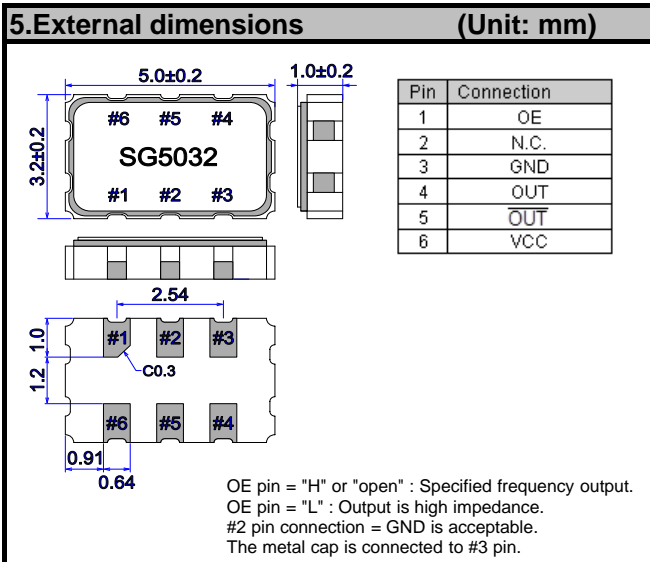 5.External dimensions (Unit: mm)
5.0±0.2
1.0±0.2
3.2±0.2
#6 #5 #4
SG5032
#1 #2 #3
Pin Connection
1 OE
2 N.C.
3 GND
4 OUT
5 O̅U̅T̅
6 VCC
2.54
1.0
1.2
#1 #2 #3
C0.3
#6 #5 #4
0.91
0.64
OE pin = "H" or "open" : Specified frequency output.
OE pin = "L" : Output is high impedance.
#2 pin connection = GND is acceptable.
The metal cap is connected to #3 pin.